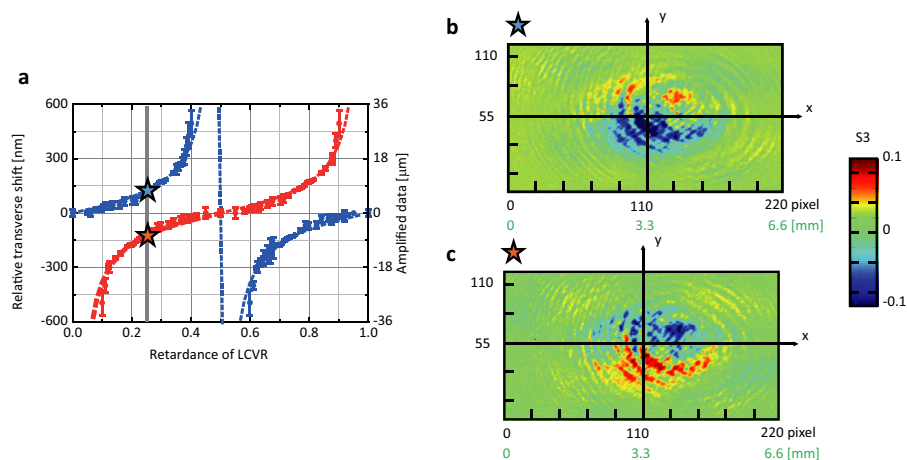 a
600
300
0
-300
-600
36
18
0
-18
-36
0.0 0.2 0.4 0.6 0.8 1.0
Relative transverse shift [nm]
Amplified data [μm]
Retardance of LCVR
b
y
110
55
x
0 110 220 pixel
0 3.3 6.6 [mm]
c
y
110
55
x
0 110 220 pixel
0 3.3 6.6 [mm]
S3
0.1
0
-0.1